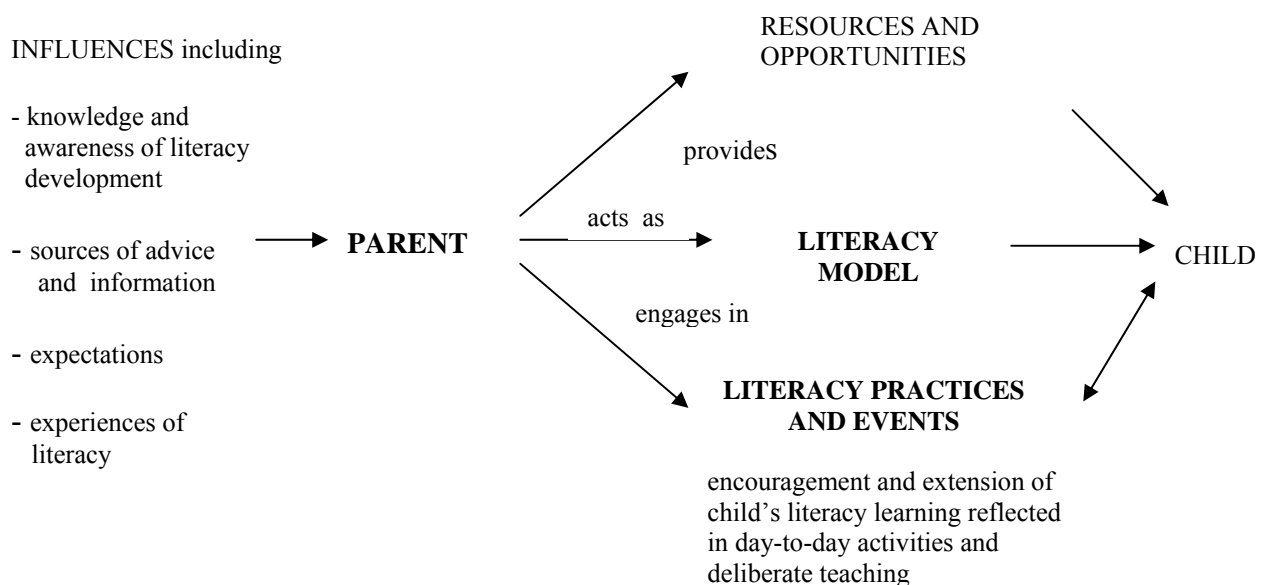 INFLUENCES including
- knowledge and
awareness of literacy
development
- sources of advice
and information
- expectations
- experiences of
literacy
PARENT
provides
acts as
engages in
RESOURCES AND
OPPORTUNITIES
LITERACY
MODEL
LITERACY PRACTICES
AND EVENTS
encouragement and extension of
child’s literacy learning reflected
in day-to-day activities and
deliberate teaching
CHILD